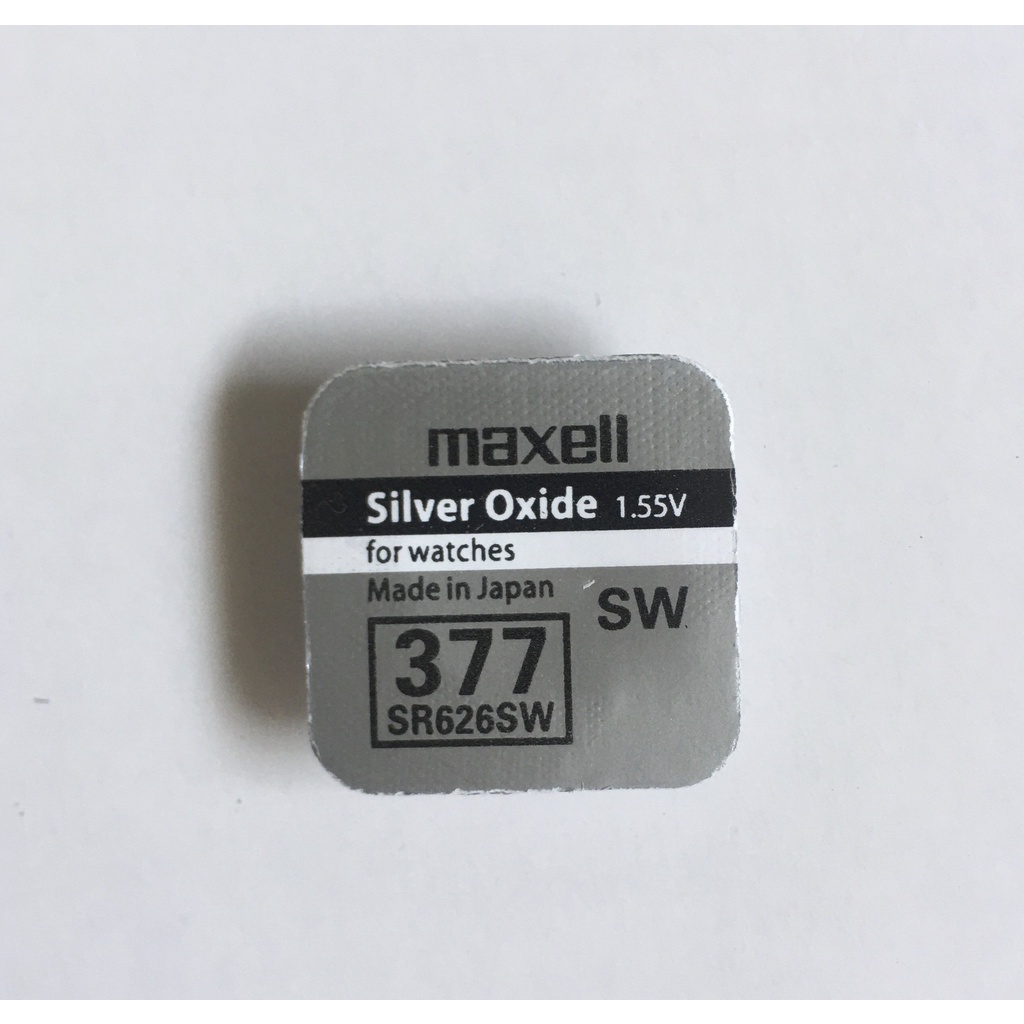 maxell
Silver Oxide 1.55V
for watches
Made in Japan
SW
377
SR626SW